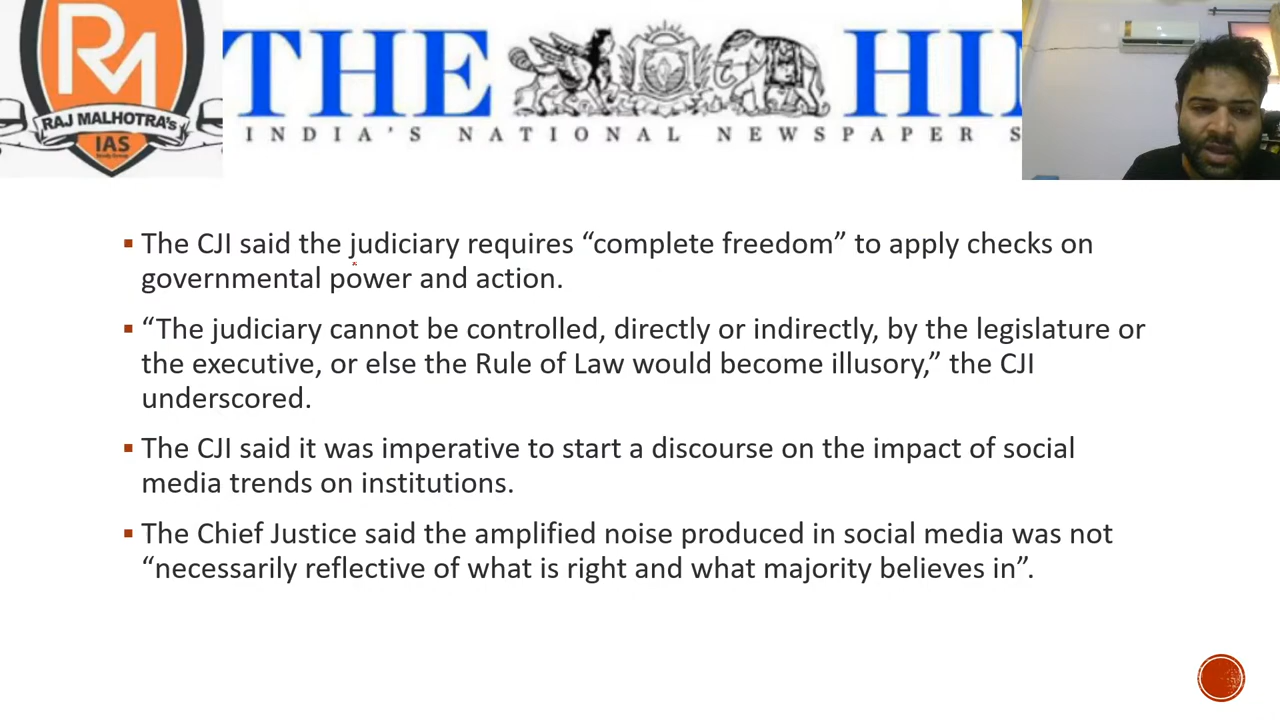 RM
RAJ MALHOTRA's
IAS
Study Group
THE HI
INDIA'S NATIONAL NEWSPAPER S
▪ The CJI said the judiciary requires “complete freedom” to apply checks on
governmental power and action.
▪ “The judiciary cannot be controlled, directly or indirectly, by the legislature or
the executive, or else the Rule of Law would become illusory,” the CJI
underscored.
▪ The CJI said it was imperative to start a discourse on the impact of social
media trends on institutions.
▪ The Chief Justice said the amplified noise produced in social media was not
“necessarily reflective of what is right and what majority believes in”.